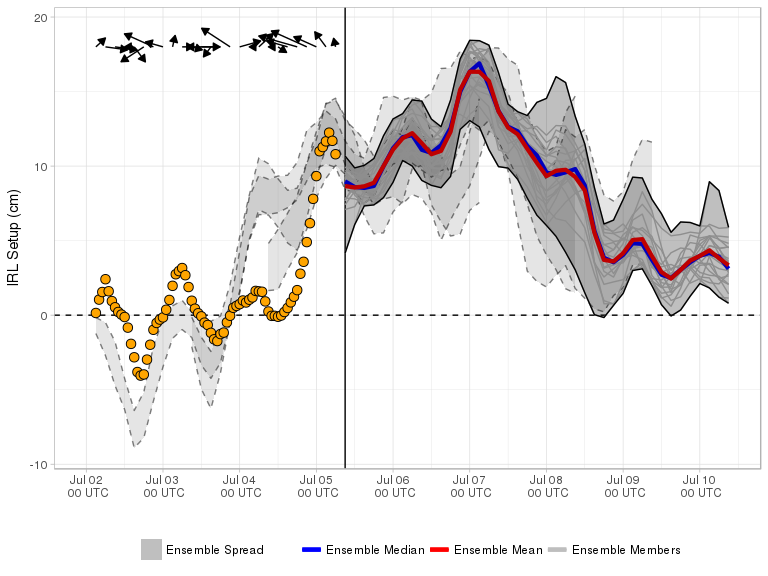 20
10
0
-10
IRL Setup (cm)
Jul 02 Jul 03 Jul 04 Jul 05 Jul 06 Jul 07 Jul 08 Jul 09 Jul 10
00 UTC 00 UTC 00 UTC 00 UTC 00 UTC 00 UTC 00 UTC 00 UTC 00 UTC
Ensemble Spread Ensemble Median Ensemble Mean Ensemble Members